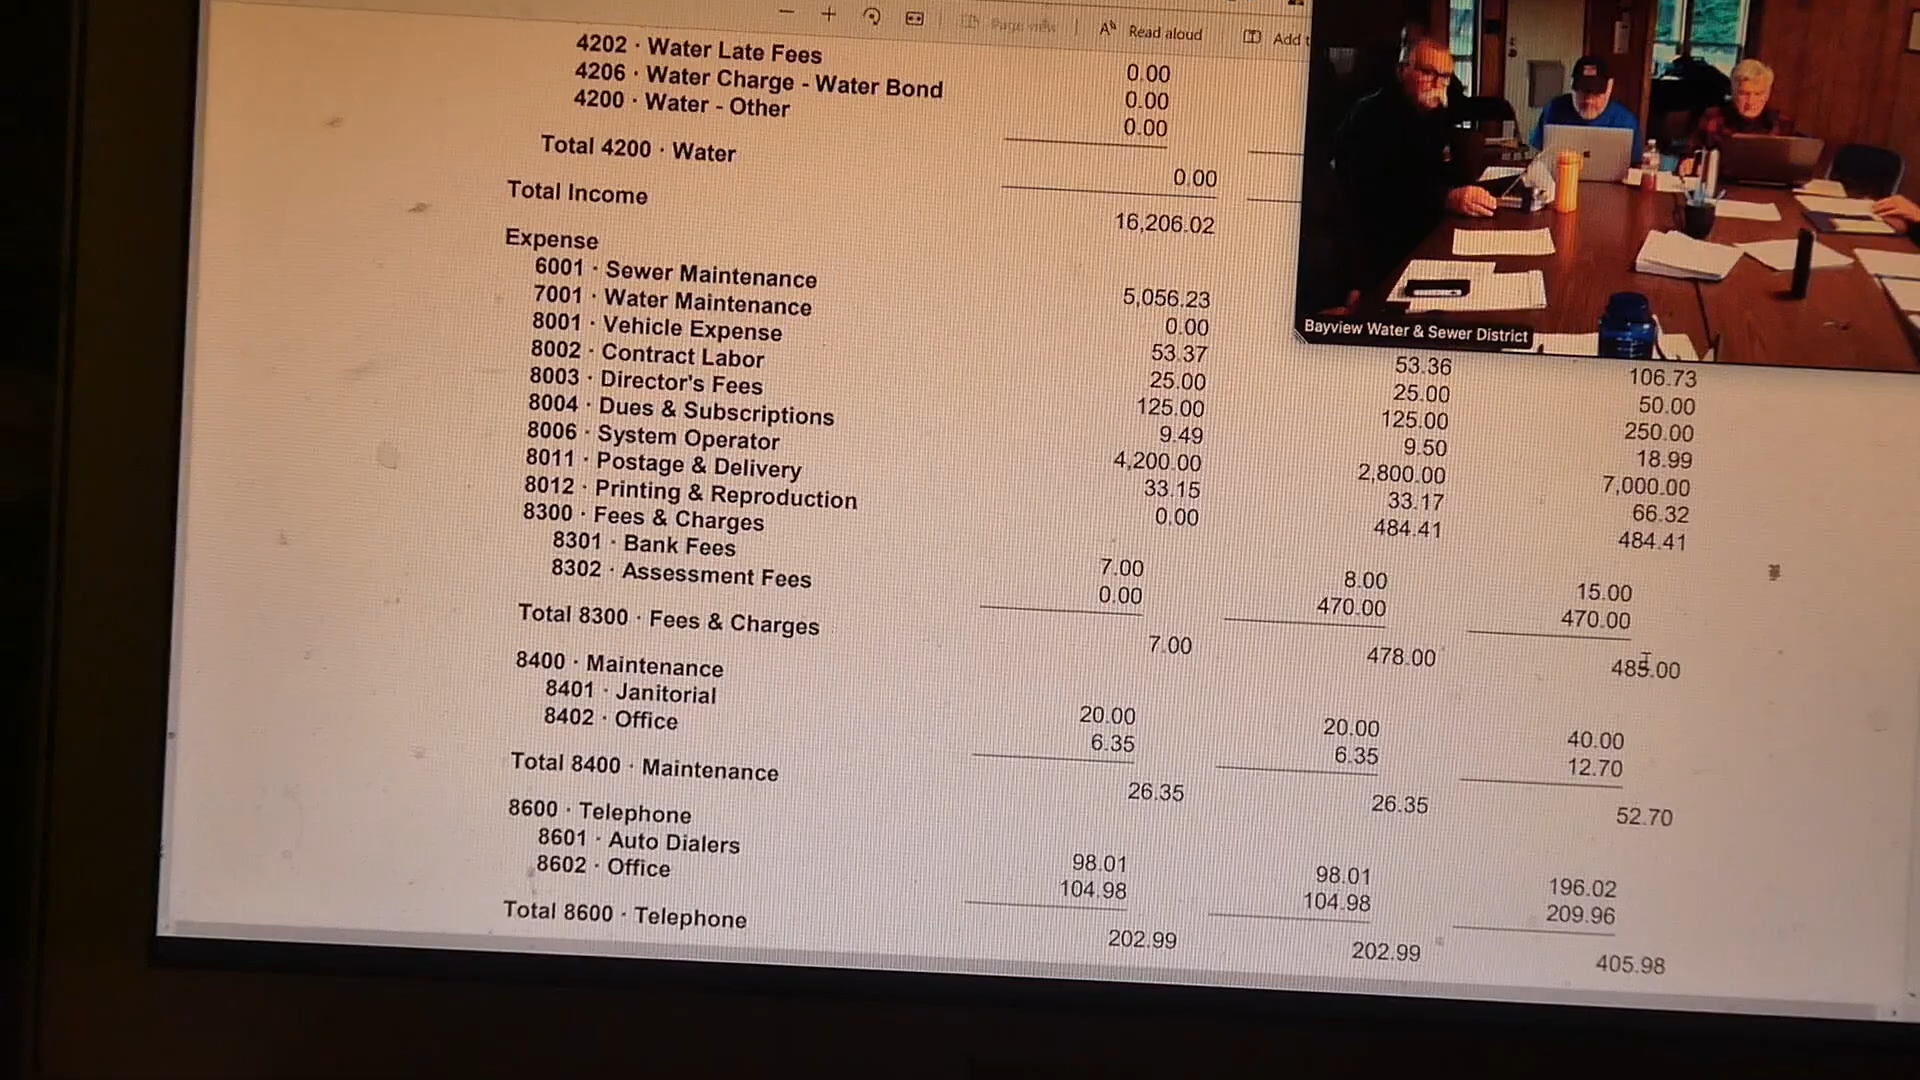 Page view Read aloud Add t
4202 · Water Late Fees 0.00
4206 · Water Charge - Water Bond 0.00
4200 · Water - Other 0.00
Total 4200 · Water 0.00
Total Income 16,206.02
Expense
6001 · Sewer Maintenance 5,056.23
7001 · Water Maintenance 0.00
8001 · Vehicle Expense 53.37 53.36 106.73
8002 · Contract Labor 25.00 25.00 50.00
8003 · Director's Fees 125.00 125.00 250.00
8004 · Dues & Subscriptions 9.49 9.50 18.99
8006 · System Operator 4,200.00 2,800.00 7,000.00
8011 · Postage & Delivery 33.15 33.17 66.32
8012 · Printing & Reproduction 0.00 484.41 484.41
8300 · Fees & Charges
8301 · Bank Fees 7.00 8.00 15.00
8302 · Assessment Fees 0.00 470.00 470.00
Total 8300 · Fees & Charges 7.00 478.00 485.00
8400 · Maintenance
8401 · Janitorial 20.00 20.00 40.00
8402 · Office 6.35 6.35 12.70
Total 8400 · Maintenance 26.35 26.35 52.70
8600 · Telephone
8601 · Auto Dialers 98.01 98.01 196.02
8602 · Office 104.98 104.98 209.96
Total 8600 · Telephone 202.99 202.99 405.98
Bayview Water & Sewer District